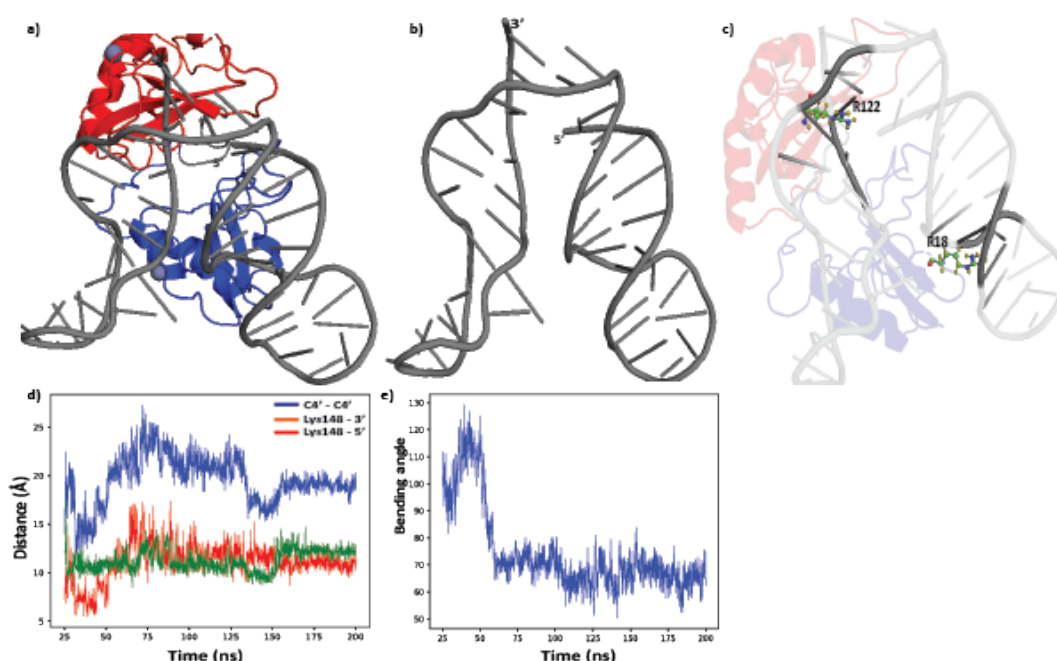 a)
b)
c)
3'
5'
R122
R18
d)
e)
C4' - C4'
Lys148 - 3'
Lys148 - 5'
Distance (Å)
25
20
15
10
5
25 50 75 100 125 150 175 200
Time (ns)
Bending angle
130
120
110
100
90
80
70
60
50
25 50 75 100 125 150 175 200
Time (ns)